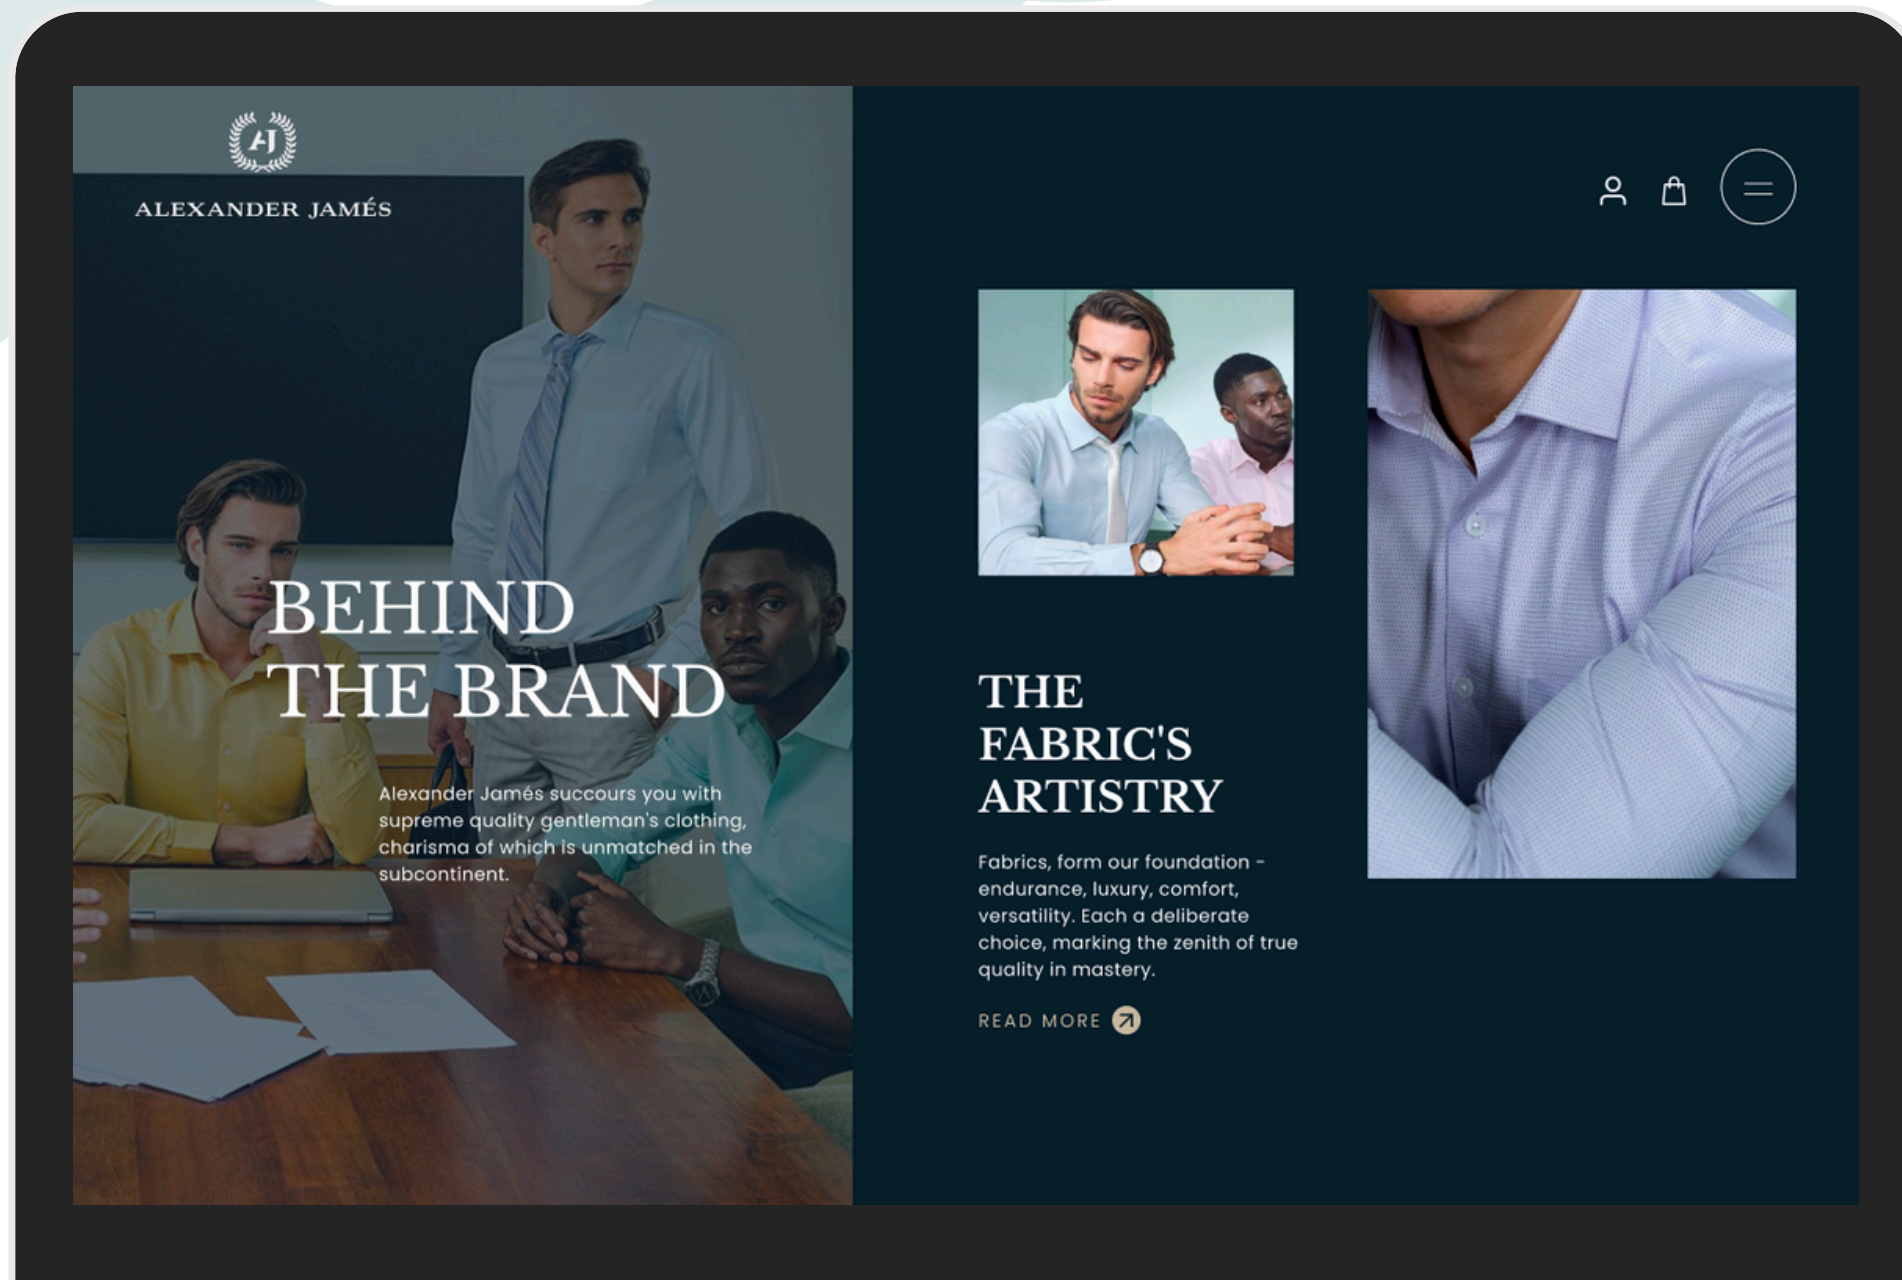 AJ
ALEXANDER JAMÉS
BEHIND
THE BRAND
Alexander Jamés succours you with
supreme quality gentleman's clothing,
charisma of which is unmatched in the
subcontinent.
THE
FABRIC'S
ARTISTRY
Fabrics, form our foundation -
endurance, luxury, comfort,
versatility. Each a deliberate
choice, marking the zenith of true
quality in mastery.
READ MORE